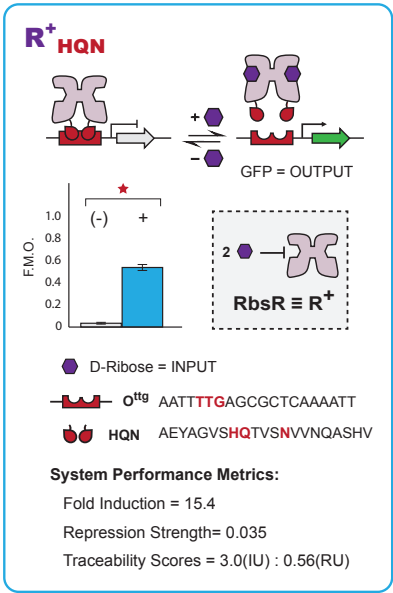 R+ HQN
+
−
GFP = OUTPUT
F.M.O.
1.0
0.8
0.6
0.4
0.2
0
(-) +
2
RbsR ≡ R+
D-Ribose = INPUT
Ottg AATTTTGAGCGCTCAAAATT
HQN AEYAGVSHQTVSNVVNQASHV
System Performance Metrics:
Fold Induction = 15.4
Repression Strength= 0.035
Traceability Scores = 3.0(IU) : 0.56(RU)